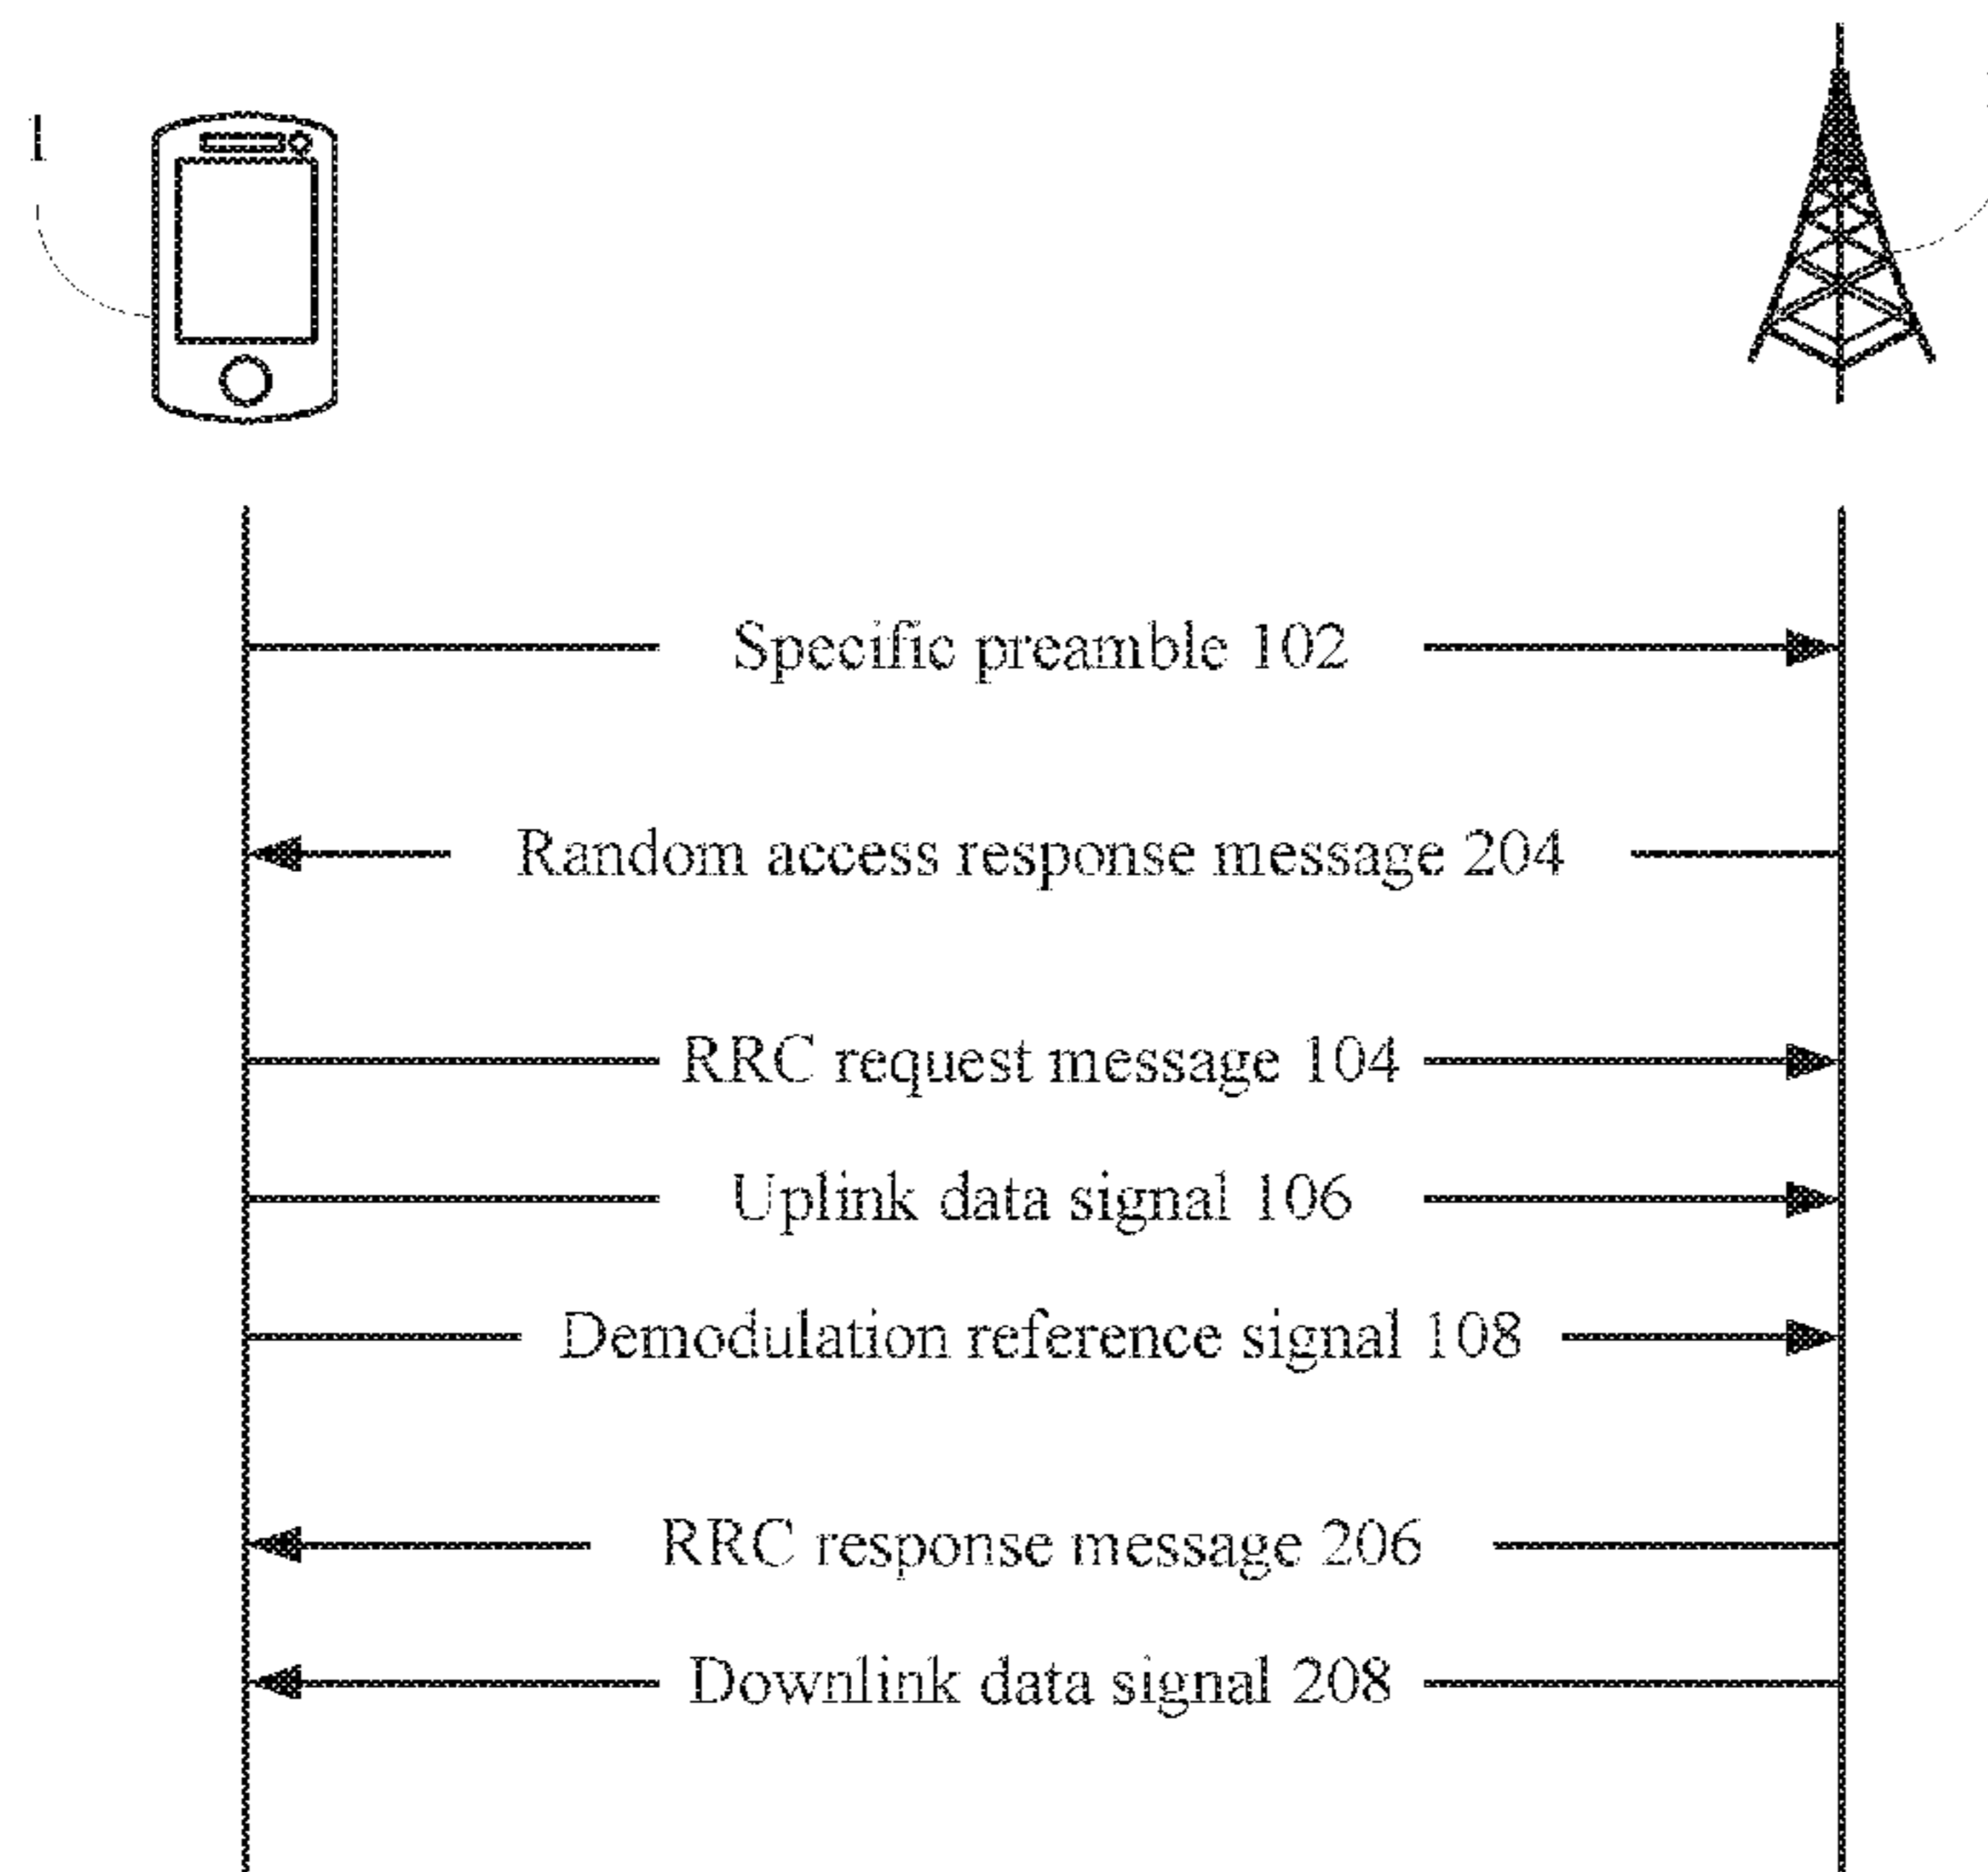 1
Specific preamble 102
Random access response message 204
RRC request message 104
Uplink data signal 106
Demodulation reference signal 108
RRC response message 206
Downlink data signal 208